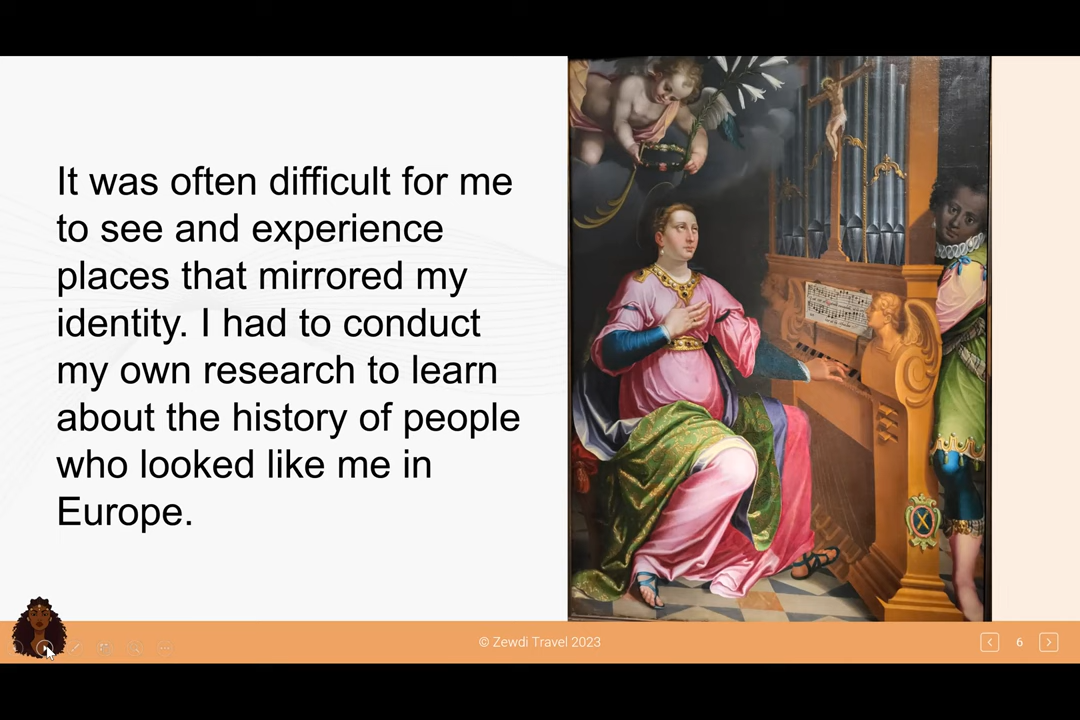 It was often difficult for me
to see and experience
places that mirrored my
identity. I had to conduct
my own research to learn
about the history of people
who looked like me in
Europe.
© Zewdi Travel 2023
6